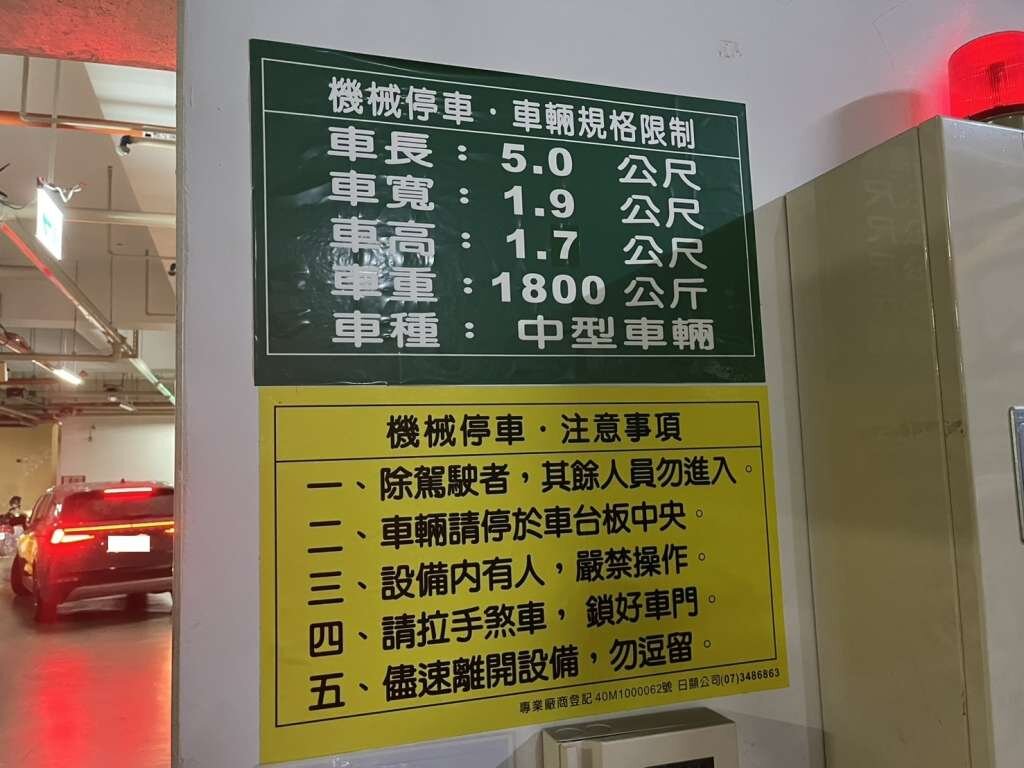 機械停車．車輛規格限制
車長：5.0 公尺
車寬：1.9 公尺
車高：1.7 公尺
車重：1800 公斤
車種：中型車輛
機械停車．注意事項
一、除駕駛者，其餘人員勿進入。
二、車輛請停於車台板中央。
三、設備內有人，嚴禁操作。
四、請拉手煞車，鎖好車門。
五、儘速離開設備，勿逗留。
專業廠商登記 40M1000062號 日顯公司(07)3486863